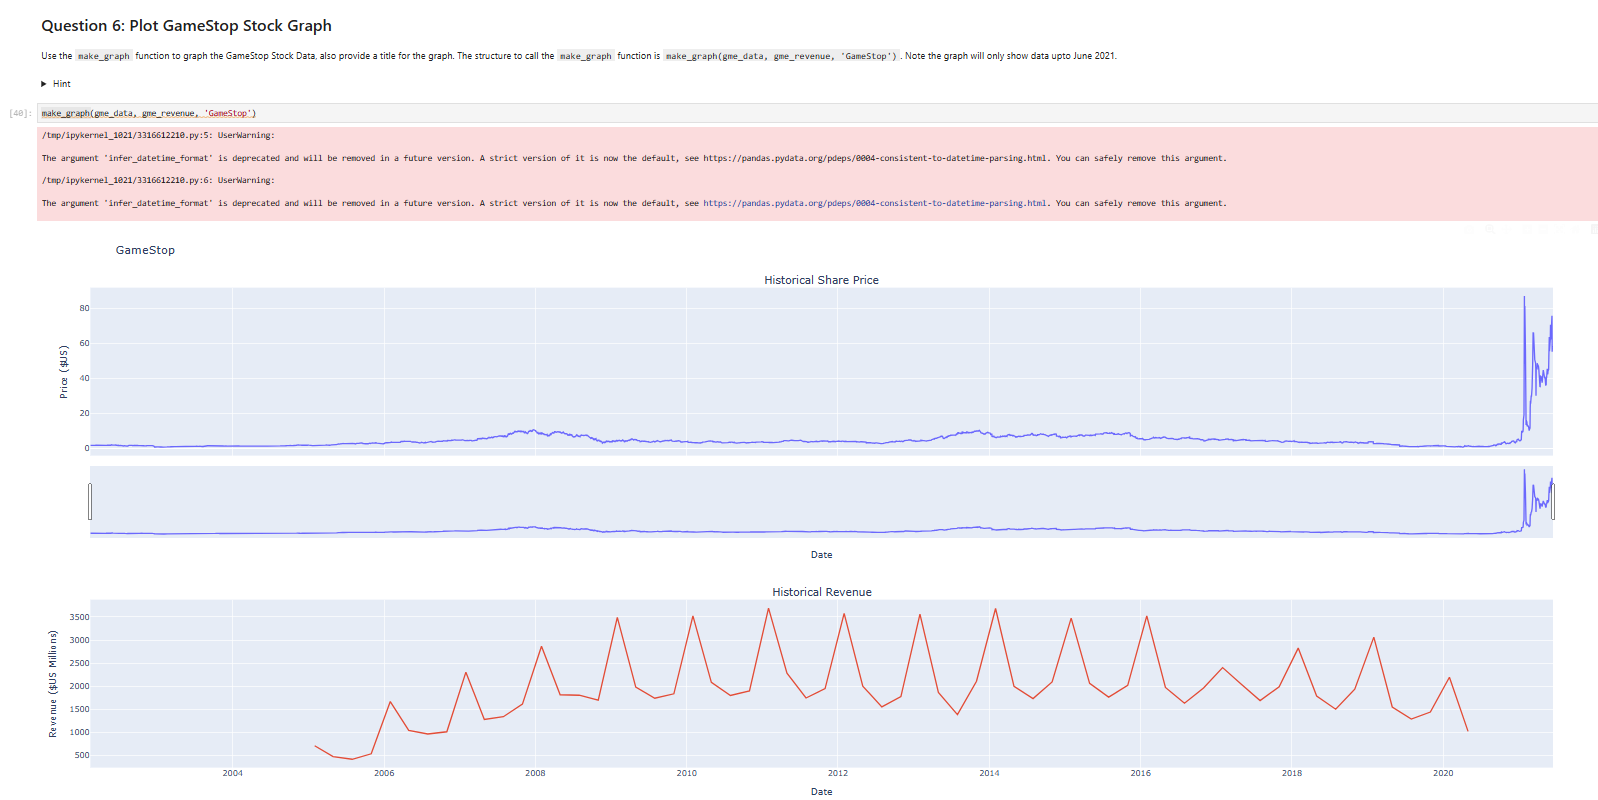 Question 6: Plot GameStop Stock Graph
Use the make_graph function to graph the GameStop Stock Data, also provide a title for the graph. The structure to call the make_graph function is make_graph(gme_data, gme_revenue, 'GameStop'). Note the graph will only show data upto June 2021.
Hint
[40]: make_graph(gme_data, gme_revenue, 'GameStop')
/tmp/ipykernel_1021/3316612210.py:5: UserWarning:
The argument 'infer_datetime_format' is deprecated and will be removed in a future version. A strict version of it is now the default, see https://pandas.pydata.org/pdeps/0004-consistent-to-datetime-parsing.html. You can safely remove this argument.
/tmp/ipykernel_1021/3316612210.py:6: UserWarning:
The argument 'infer_datetime_format' is deprecated and will be removed in a future version. A strict version of it is now the default, see https://pandas.pydata.org/pdeps/0004-consistent-to-datetime-parsing.html. You can safely remove this argument.
GameStop
Historical Share Price
80
60
40
20
0
Price ($US)
Date
Historical Revenue
3500
3000
2500
2000
1500
1000
500
Revenue ($US Millions)
2004 2006 2008 2010 2012 2014 2016 2018 2020
Date